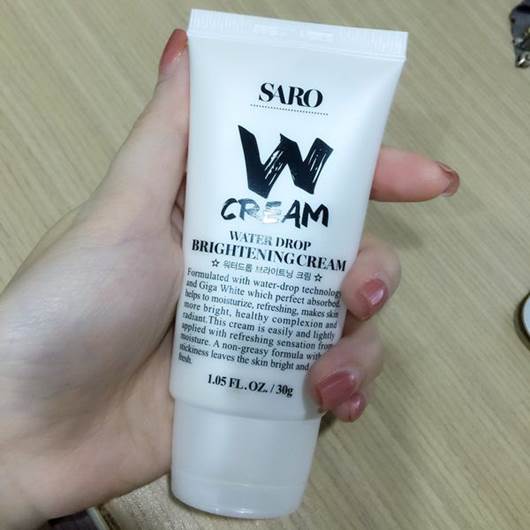 SARO
W
CREAM
WATER DROP
BRIGHTENING CREAM
☆ 워터드롭 브라이트닝 크림 ☆
Formulated with water-drop technology
and Giga White which perfect absorbed,
helps to moisturize, refreshing, makes skin
more bright, healthy complexion and
radiant.This cream is easily and lightly
applied with refreshing sensation from
moisture. A non-greasy formula with
stickiness leaves the skin bright and
fresh.
1.05 FL.OZ./30g